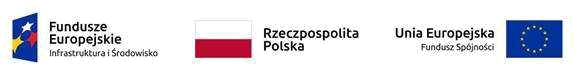 Fundusze
Europejskie
Infrastruktura i Środowisko
Rzeczpospolita
Polska
Unia Europejska
Fundusz Spójności